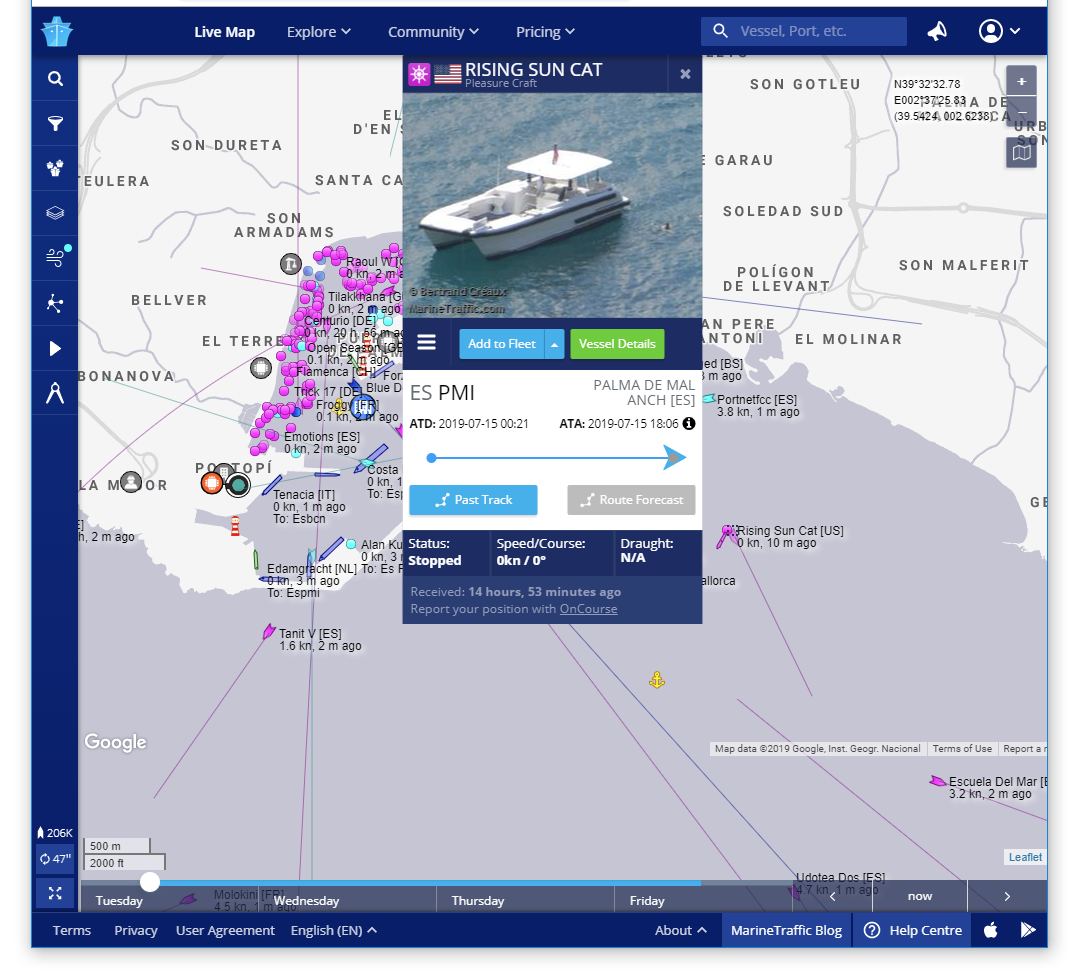 Live Map
Explore
Community
Pricing
Vessel, Port, etc.
RISING SUN CAT
Pleasure Craft
SON GOTLEU
N39°32'32.78
E002°37'25.83
(39.5424, 002.6238)
PALMA DE
+
−
SON DURETA
EL
D'EN
GARAU
TEULERA
SANTA CA
SOLEDAD SUD
SON
ARMADAMS
SON MALFERIT
POLÍGON
DE LLEVANT
BELLVER
© Bertrand Créaux
MarineTraffic.com
Raoul W
0 kn, 2 m a
Tilakkhana [G
0 kn, 2 m ago
Centurio [DE]
0 kn, 20 h, 56 m ag
Open Season [GB
0.1 kn, 2 m ago
Flamenca [CH]
EL TERRE
BONANOVA
Trick 17 [DE]
Blue D
Froggy [FR]
0.1 kn, 2 m ago
Emotions [ES]
0 kn, 2 m ago
AN PERE
ANTONI
EL MOLINAR
ued [BS]
3 m ago
Portnetfcc [ES]
3.8 kn, 1 m ago
Add to Fleet
Vessel Details
ES PMI
PALMA DE MAL
ANCH [ES]
ATD: 2019-07-15 00:21
ATA: 2019-07-15 18:06
Past Track
Route Forecast
Status:
Stopped
Speed/Course:
0kn / 0°
Draught:
N/A
Received: 14 hours, 53 minutes ago
Report your position with OnCourse
PORTOPÍ
Costa
0 kn, 1
To: Esp
Tenacia [IT]
0 kn, 1 m ago
To: Esbcn
h, 2 m ago
Alan Ku
0 kn, 3
To: Es P
Edamgracht [NL]
0 kn, 3 m ago
To: Espmi
Rising Sun Cat [US]
0 kn, 10 m ago
allorca
Tanit V [ES]
1.6 kn, 2 m ago
Google
Map data ©2019 Google, Inst. Geogr. Nacional
Terms of Use
Report a
Escuela Del Mar [E
3.2 kn, 2 m ago
206K
47"
500 m
2000 ft
Leaflet
Udotea Dos [ES]
4.7 kn, 1 m ago
Molokini [FR]
4.5 kn, 1 m ago
Tuesday
Wednesday
Thursday
Friday
now
Terms
Privacy
User Agreement
English (EN)
About
MarineTraffic Blog
Help Centre